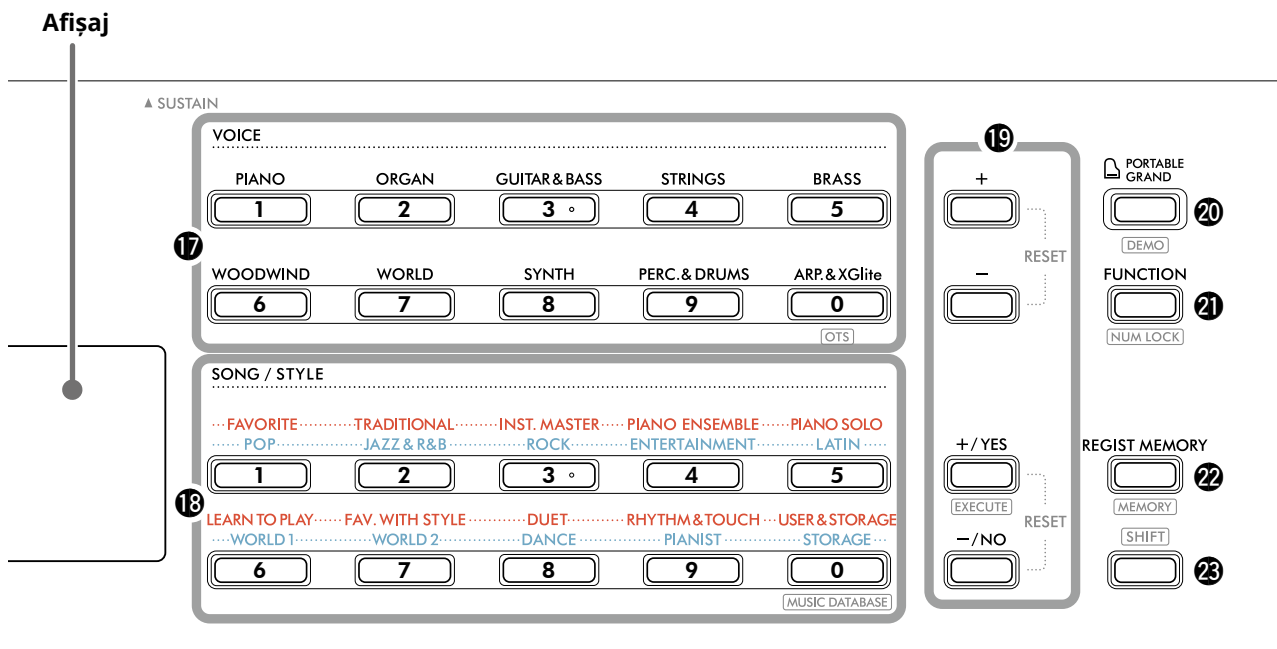 Afișaj
▲ SUSTAIN
VOICE
PIANO ORGAN GUITAR & BASS STRINGS BRASS
1 2 3 4 5
⓱
WOODWIND WORLD SYNTH PERC.& DRUMS ARP. & XGlite
6 7 8 9 0
OTS
SONG / STYLE
FAVORITE TRADITIONAL INST. MASTER PIANO ENSEMBLE PIANO SOLO
POP JAZZ & R&B ROCK ENTERTAINMENT LATIN
1 2 3 4 5
⓲
LEARN TO PLAY FAV. WITH STYLE DUET RHYTHM & TOUCH USER & STORAGE
WORLD 1 WORLD 2 DANCE PIANIST STORAGE
6 7 8 9 0
MUSIC DATABASE
⓳
+
RESET
−
+/YES
EXECUTE
RESET
−/NO
PORTABLE
GRAND
⓴
DEMO
FUNCTION
㉑
NUM LOCK
REGIST MEMORY
㉒
MEMORY
SHIFT
㉓